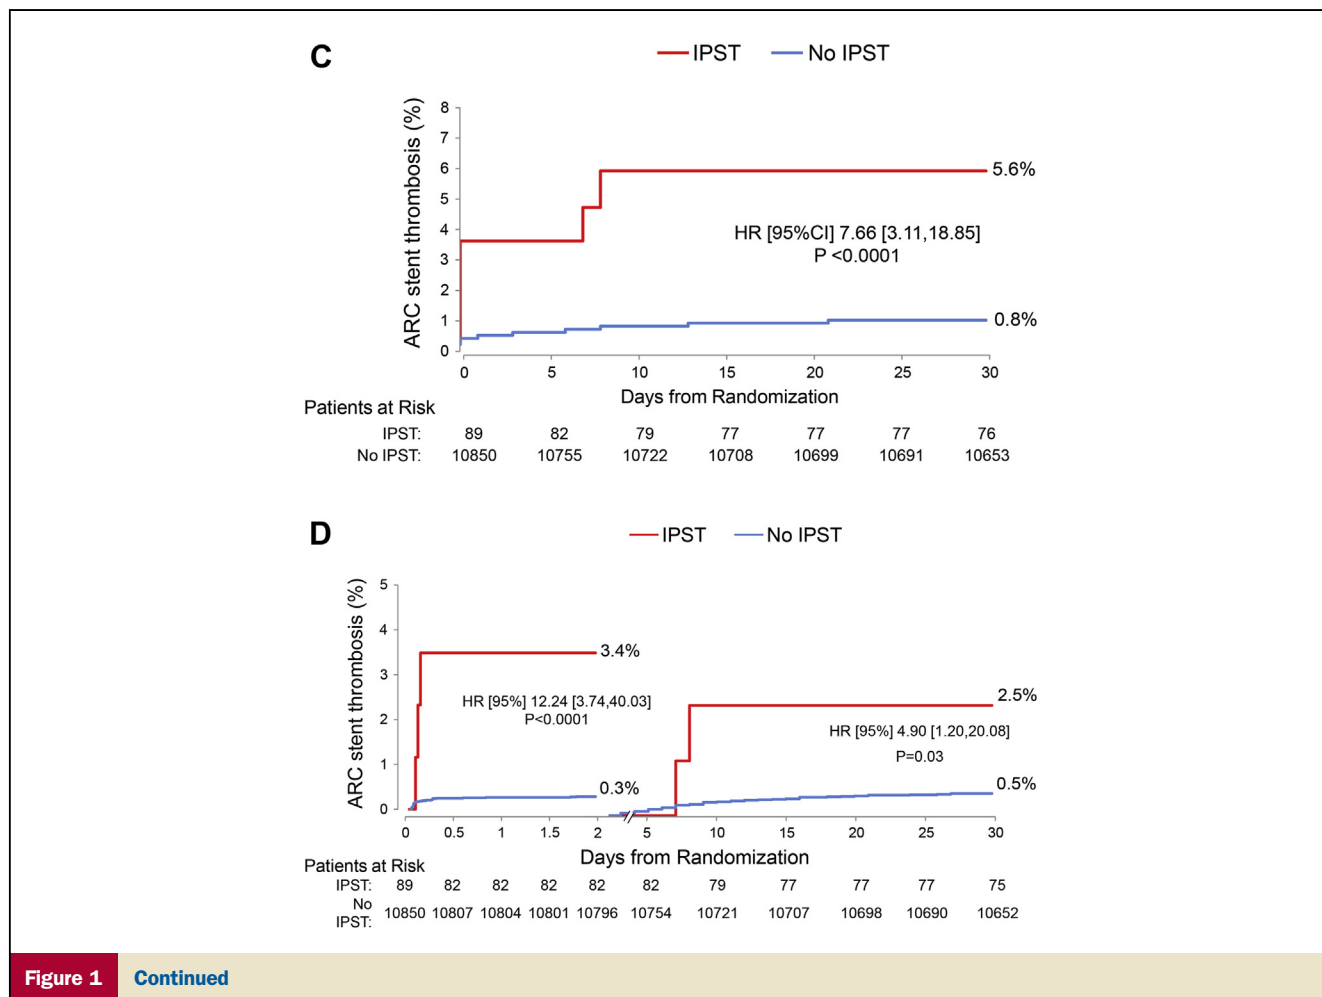 C
IPST No IPST
ARC stent thrombosis (%)
8
7
6
5
4
3
2
1
0
5.6%
HR [95%CI] 7.66 [3.11,18.85]
P <0.0001
0.8%
0 5 10 15 20 25 30
Days from Randomization
Patients at Risk
IPST: 89 82 79 77 77 77 76
No IPST: 10850 10755 10722 10708 10699 10691 10653
D
IPST No IPST
ARC stent thrombosis (%)
5
4
3
2
1
0
3.4%
HR [95%] 12.24 [3.74,40.03]
P<0.0001
0.3%
2.5%
HR [95%] 4.90 [1.20,20.08]
P=0.03
0.5%
0 0.5 1 1.5 2 5 10 15 20 25 30
Days from Randomization
Patients at Risk
IPST: 89 82 82 82 82 82 79 77 77 77 75
No
IPST: 10850 10807 10804 10801 10796 10754 10721 10707 10698 10690 10652
Figure 1 Continued